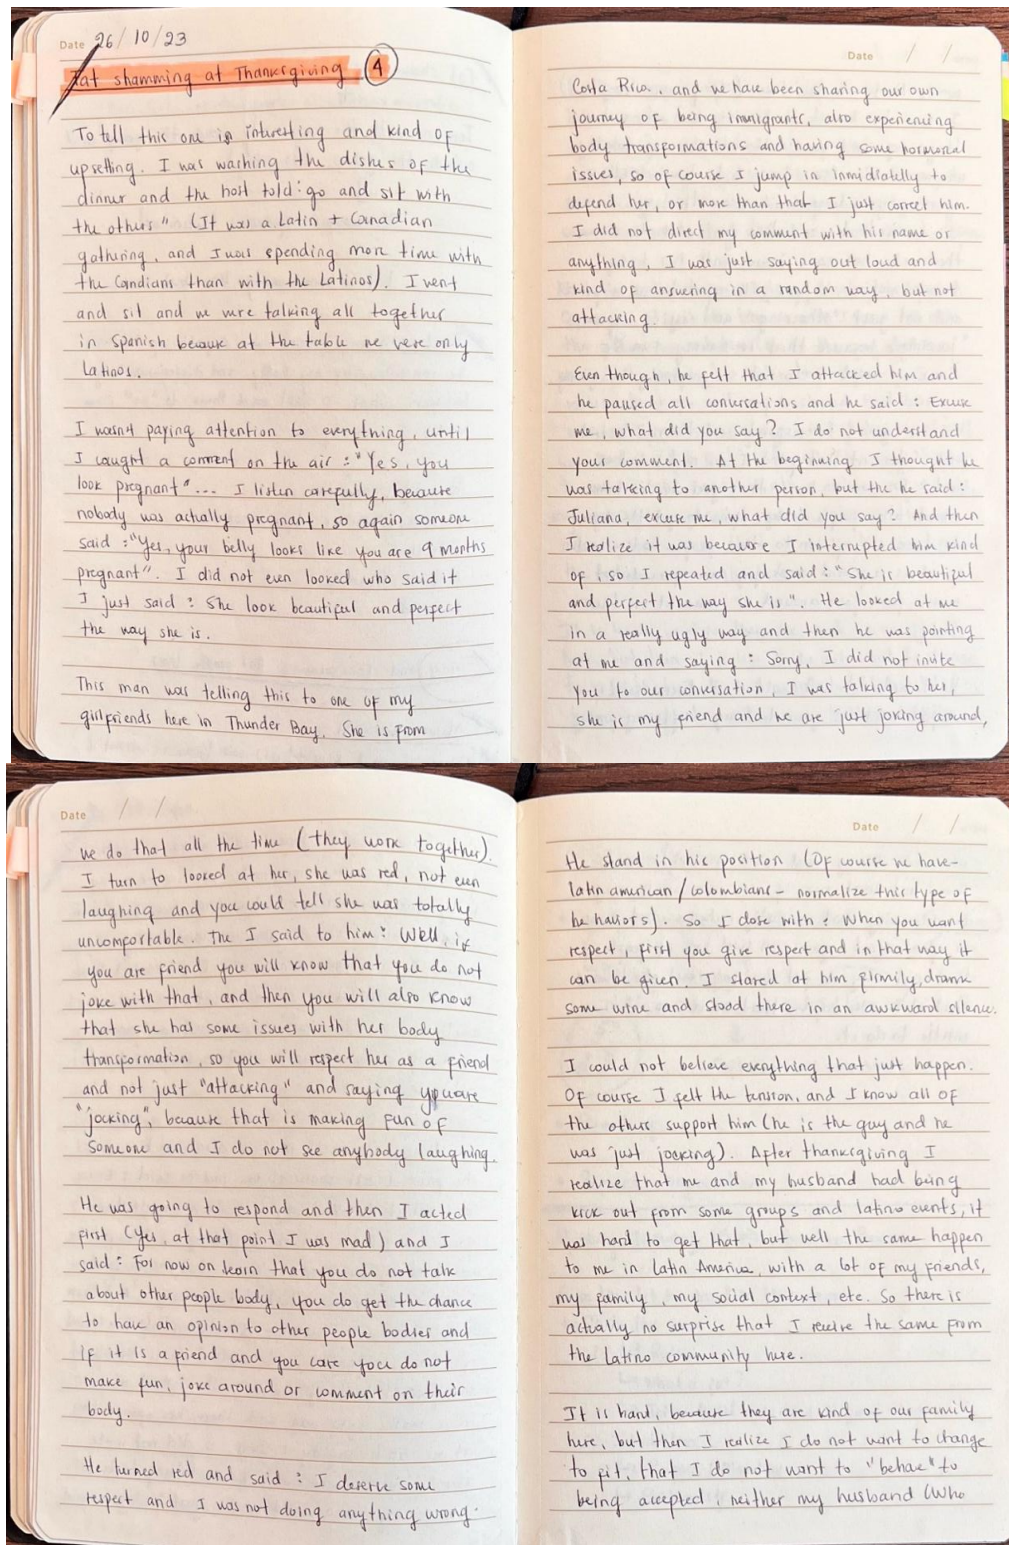 Date 26/10/23
Fat shamming at Thanksgiving 4
To tell this one is interesting and kind of
upsetting. I was washing the dishes of the
dinner and the host told: go and sit with
the others" (It was a Latin + Canadian
gathering, and I was spending more time with
the Candians than with the Latinos). I went
and sit and we were talking all together
in Spanish because at the table we were only
Latinos.
I wasn't paying attention to everything, until
I caught a comment on the air: "Yes, you
look pregnant"... I listen carefully, because
nobody was actually pregnant, so again someone
said: "Yes, your belly looks like you are 9 months
pregnant". I did not even looked who said it
I just said: She look beautiful and perfect
the way she is.
This man was telling this to one of my
girlfriends here in Thunder Bay. She is from
Date / /
Costa Rica, and we have been sharing our own
journey of being immigrants, also experiencing
body transformations and having some hormonal
issues, so of course I jump in inmidiatelly to
defend her, or more than that I just correct him.
I did not direct my comment with his name or
anything, I was just saying out loud and
kind of answering in a random way, but not
attacking.
Even though, he felt that I attacked him and
he paused all conversations and he said: Excuse
me, what did you say? I do not understand
your comment. At the beginning I thought he
was talking to another person, but the he said:
Juliana, excuse me, what did you say? And then
I realize it was because I interrupted him kind
of, so I repeated and said: "She is beautiful
and perfect the way she is". He looked at me
in a really ugly way and then he was pointing
at me and saying: Sorry, I did not invite
you to our conversation, I was talking to her,
she is my friend and we are just joking around,
Date / /
we do that all the time (they work together).
I turn to looked at her, she was red, not even
laughing and you could tell she was totally
uncomfortable. The I said to him: Well, if
you are friend you will know that you do not
joke with that, and then you will also know
that she has some issues with her body
transformation, so you will respect her as a friend
and not just "attacking" and saying you are
"jocking", because that is making fun of
someone and I do not see anybody laughing.
He was going to respond and then I acted
first (yes, at that point I was mad) and I
said: For now on learn that you do not talk
about other people body, you do get the chance
to have an opinion to other people bodies and
if it is a friend and you care you do not
make fun, joke around or comment on their
body.
He turned red and said: I deserve some
respect and I was not doing anything wrong.
Date / /
He stand in his position (Of course we have-
latin american/colombians- normalize this type of
behaviors). So I close with: When you want
respect, first you give respect and in that way it
can be given. I stared at him firmily, drank
some wine and stood there in an awkward silence.
I could not believe everything that just happen.
Of course I felt the tension, and I know all of
the others support him (he is the guy and he
was just jocking). After thanksgiving I
realize that me and my husband had being
kick out from some groups and latino events, it
was hard to get that, but well the same happen
to me in Latin America, with a lot of my friends,
my family, my social context, etc. So there is
actually no surprise that I receive the same from
the Latino community here.
It is hard, because they are kind of our family
here, but then I realize I do not want to change
to fit, that I do not want to "behave" to
being accepted, neither my husband (Who